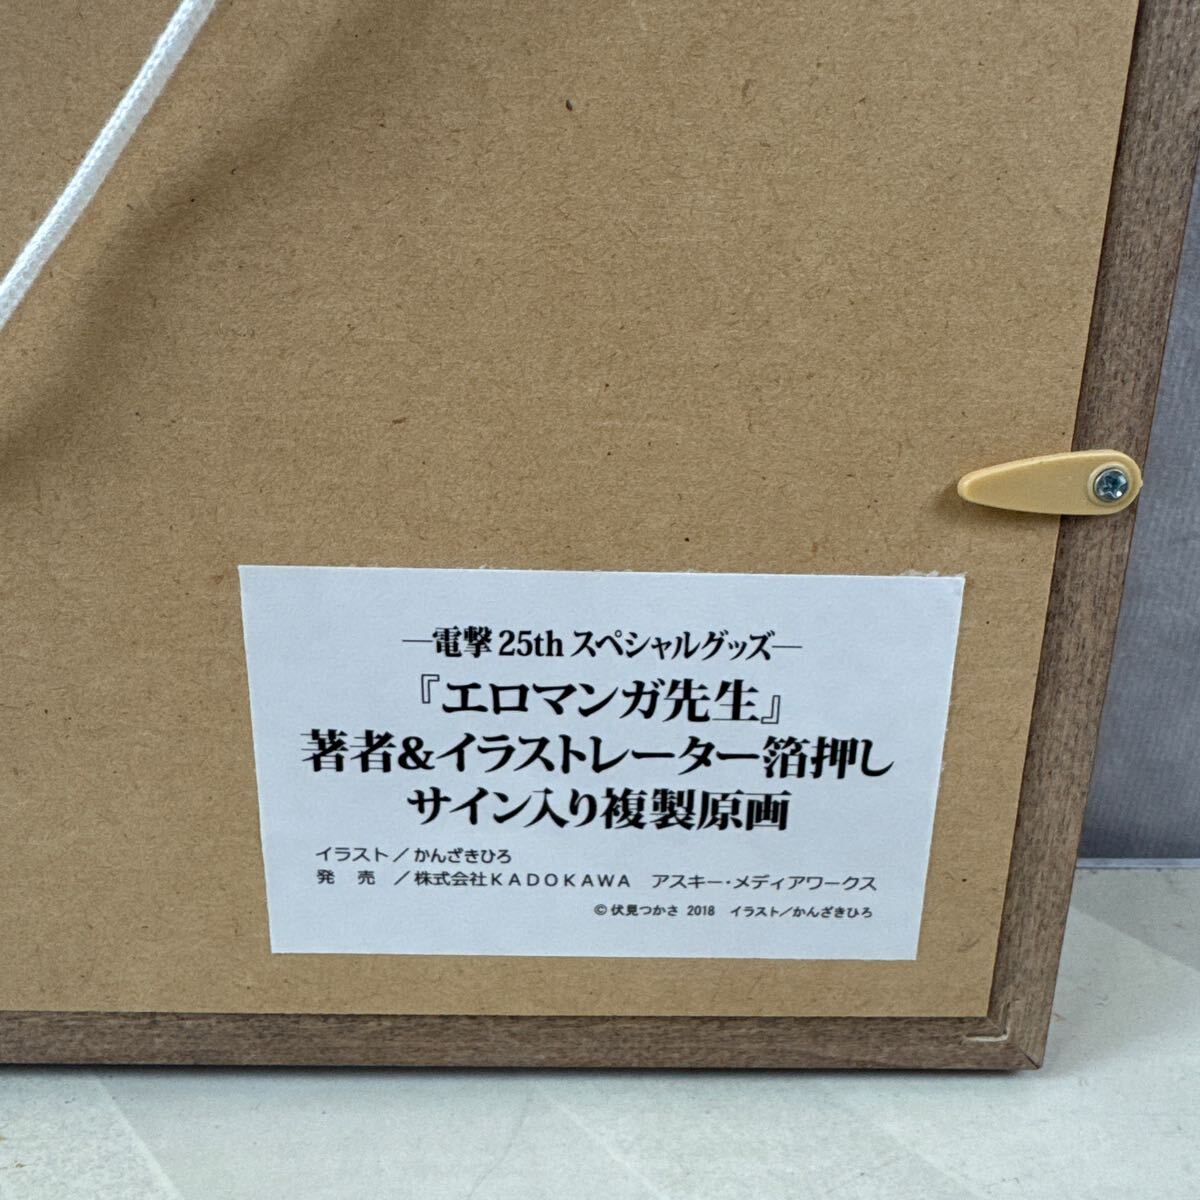 ―電撃 25th スペシャルグッズ―
『エロマンガ先生』
著者&イラストレーター箔押し
サイン入り複製原画
イラスト／かんざきひろ
発　売　／株式会社KADOKAWA　アスキー・メディアワークス
©伏見つかさ 2018　イラスト／かんざきひろ